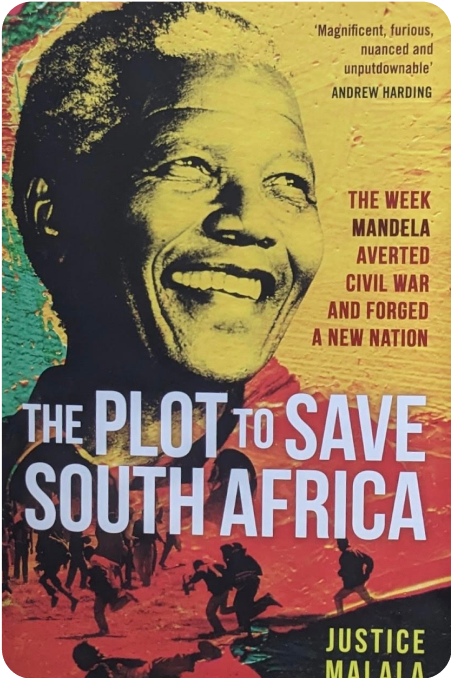 'Magnificent, furious,
nuanced and
unputdownable'
ANDREW HARDING
THE WEEK
MANDELA
AVERTED
CIVIL WAR
AND FORGED
A NEW NATION
THE PLOT TO SAVE
SOUTH AFRICA
JUSTICE
MALALA